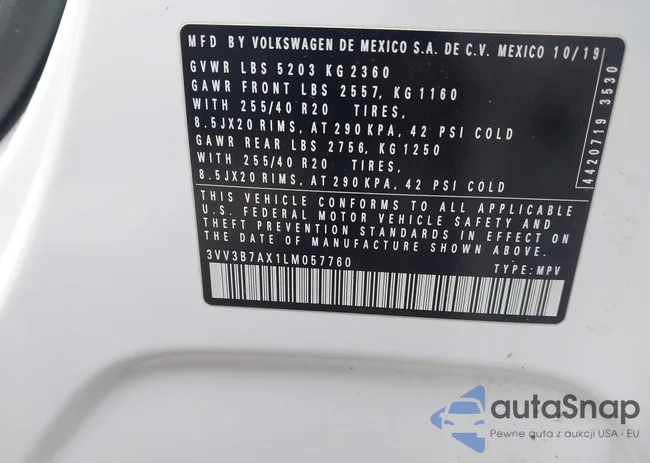 MFD BY VOLKSWAGEN DE MEXICO S.A. DE C.V. MEXICO 10/19
GVWR LBS 5203 KG 2360
GAWR FRONT LBS 2557, KG 1160
WITH 255/40 R20 TIRES,
8.5JX20 RIMS, AT 290 KPA, 42 PSI COLD
GAWR REAR LBS 2756, KG 1250
WITH 255/40 R20 TIRES,
8.5JX20 RIMS, AT 290 KPA, 42 PSI COLD
THIS VEHICLE CONFORMS TO ALL APPLICABLE
U.S. FEDERAL MOTOR VEHICLE SAFETY AND
THEFT PREVENTION STANDARDS IN EFFECT ON
THE DATE OF MANUFACTURE SHOWN ABOVE.
3VV3B7AX1LM057760
TYPE: MPV
4420719 3530
autaSnap
Pewne auta z aukcji USA i EU